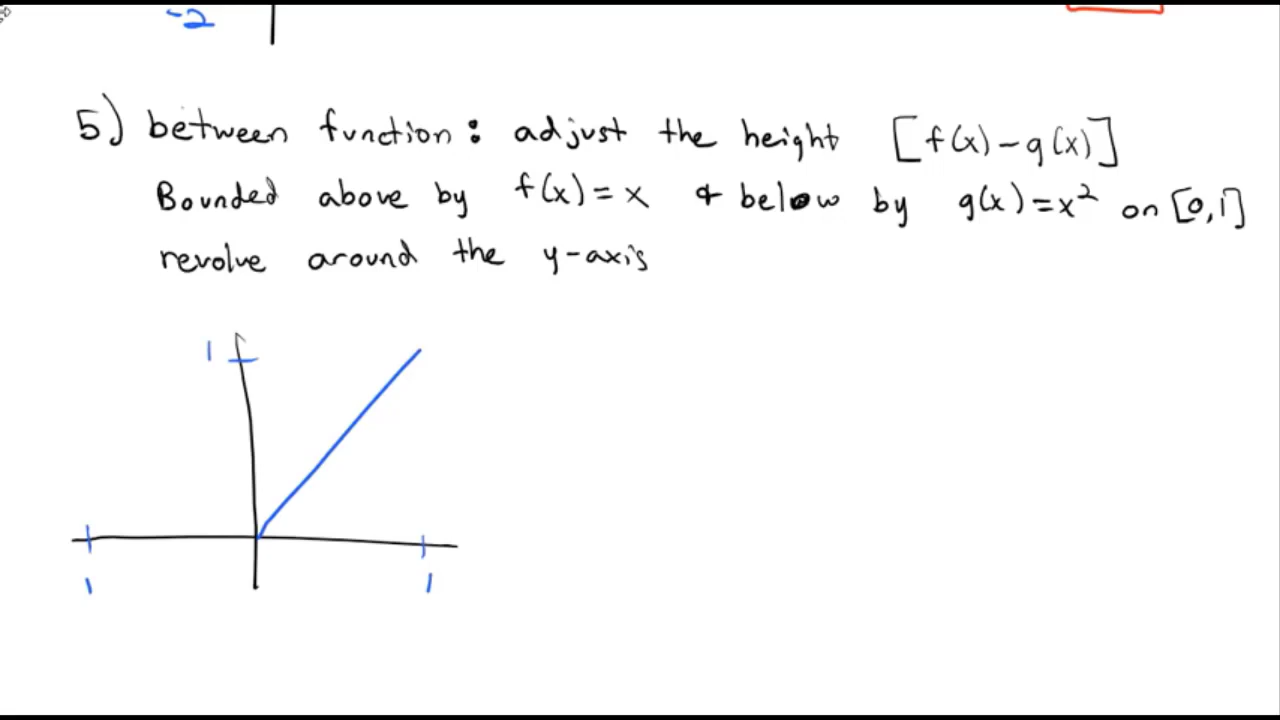 -2
5) between function: adjust the height [f(x) - g(x)]
Bounded above by f(x) = x & below by g(x) = x² on [0,1]
revolve around the y-axis
1
1 1